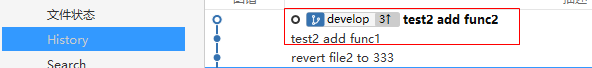 文件状态
History
Search
develop 3↑ test2 add func2
test2 add func1
revert file2 to 333